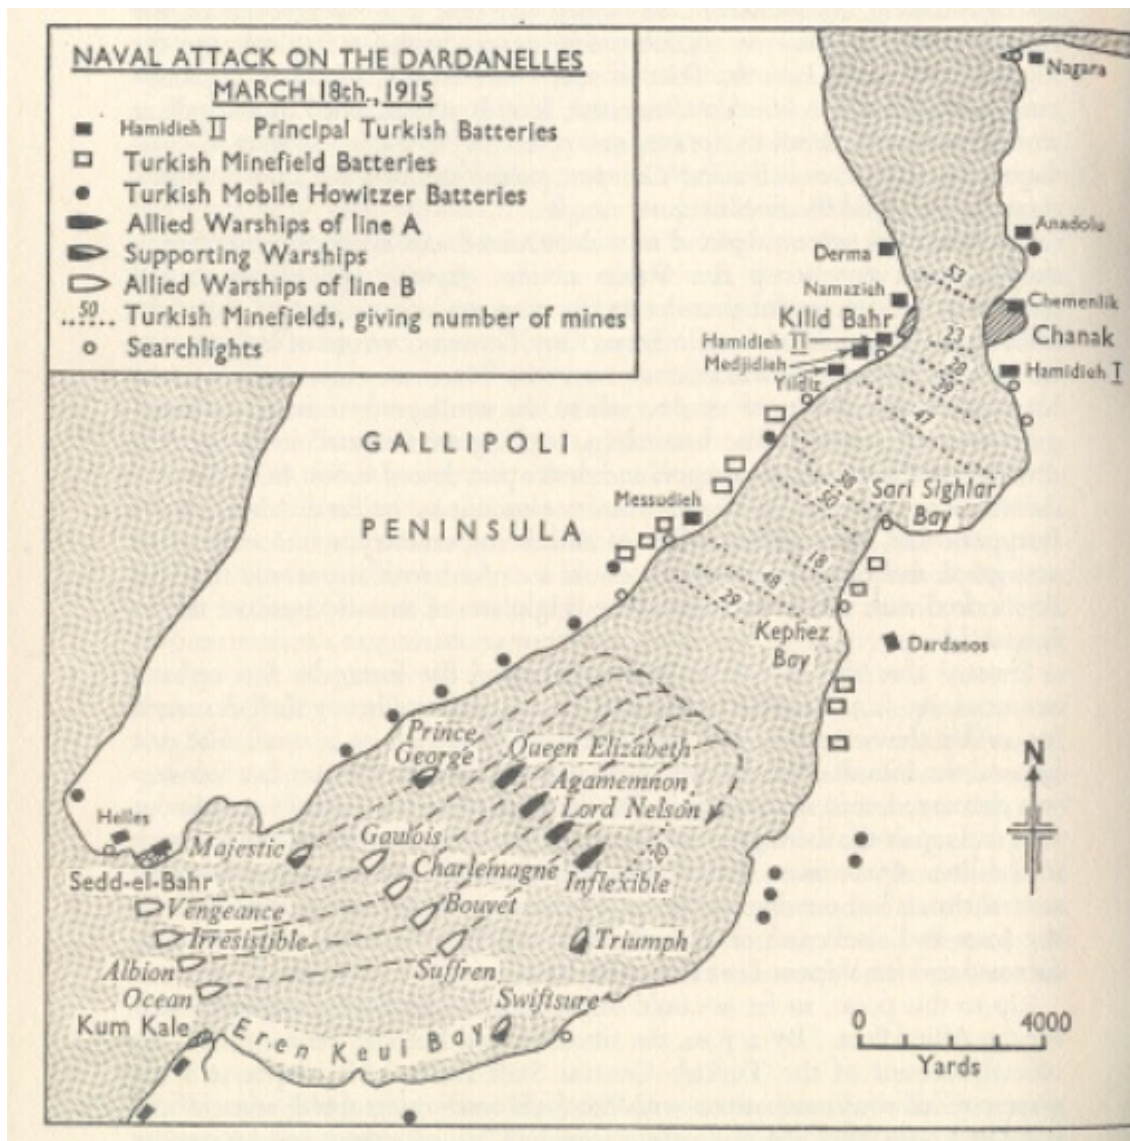 NAVAL ATTACK ON THE DARDANELLES
MARCH 18th., 1915
Hamidieh II Principal Turkish Batteries
Turkish Minefield Batteries
Turkish Mobile Howitzer Batteries
Allied Warships of line A
Supporting Warships
Allied Warships of line B
50 Turkish Minefields, giving number of mines
Searchlights
Nagara
Anadolu
Derma
53
Namazieh
Chemenlik
Kilid Bahr
Chanak
23
Hamidieh II
28
Medjidieh
39
Hamidieh I
Yildiz
47
GALLIPOLI
PENINSULA
38
50
Sari Sighlar
Bay
Messudieh
18
48
29
Kephez
Bay
Dardanos
Prince
George
Queen Elizabeth
Agamemnon
Lord Nelson
N
Helles
Majestic
Gaulois
Charlemagne
20
Inflexible
Sedd-el-Bahr
Vengeance
Bouvet
Irresistible
Triumph
Albion
Suffren
Ocean
Swiftsure
Kum Kale
Eren Keui Bay
0 4000
Yards